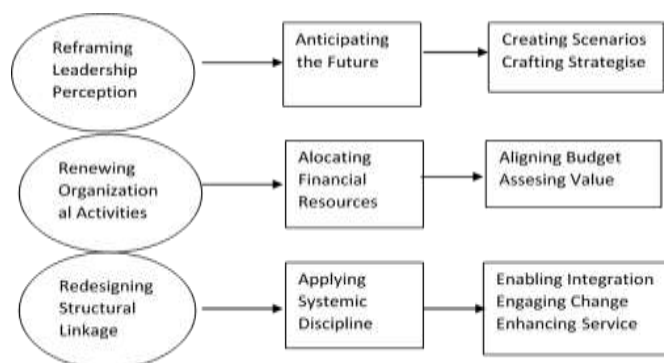 Reframing
Leadership
Perception
Anticipating
the Future
Creating Scenarios
Crafting Strategise
Renewing
Organization
al Activities
Alocating
Financial
Resources
Aligning Budget
Assesing Value
Redesigning
Structural
Linkage
Applying
Systemic
Discipline
Enabling Integration
Engaging Change
Enhancing Service